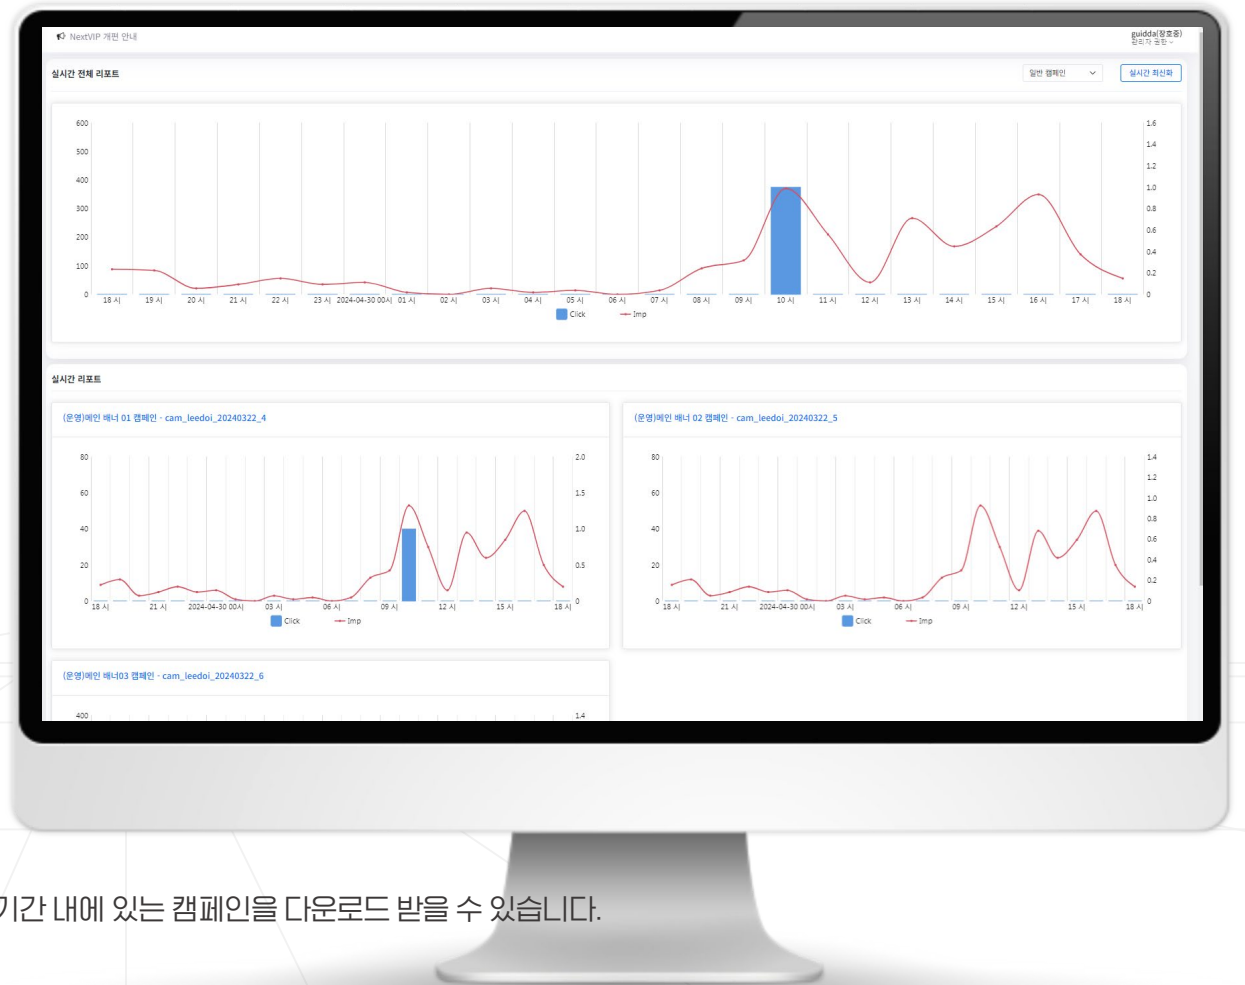 NextVIP 개편 안내
guidda(장호중)
관리자 권한
실시간 전체 리포트
일반 캠페인
실시간 최신화
600 1.6
500 1.4
400 1.2
300 1.0
200 0.8
100 0.6
0 0.4
0.2
0
18 시 19 시 20 시 21 시 22 시 23 시 2024-04-30 00시 01 시 02 시 03 시 04 시 05 시 06 시 07 시 08 시 09 시 10 시 11 시 12 시 13 시 14 시 15 시 16 시 17 시 18 시
Click Imp
실시간 리포트
(운영)메인 배너 01 캠페인 - cam_leedoi_20240322_4
80 2.0
60 1.5
40 1.0
20 0.5
0 0
18 시 21 시 2024-04-30 00시 03 시 06 시 09 시 12 시 15 시 18 시
Click Imp
(운영)메인 배너 02 캠페인 - cam_leedoi_20240322_5
80 1.4
60 1.2
40 1.0
20 0.8
0 0.6
0.4
0.2
0
18 시 21 시 2024-04-30 00시 03 시 06 시 09 시 12 시 15 시 18 시
Click Imp
(운영)메인 배너03 캠페인 - cam_leedoi_20240322_6
400 1.4
기간 내에 있는 캠페인을 다운로드 받을 수 있습니다.